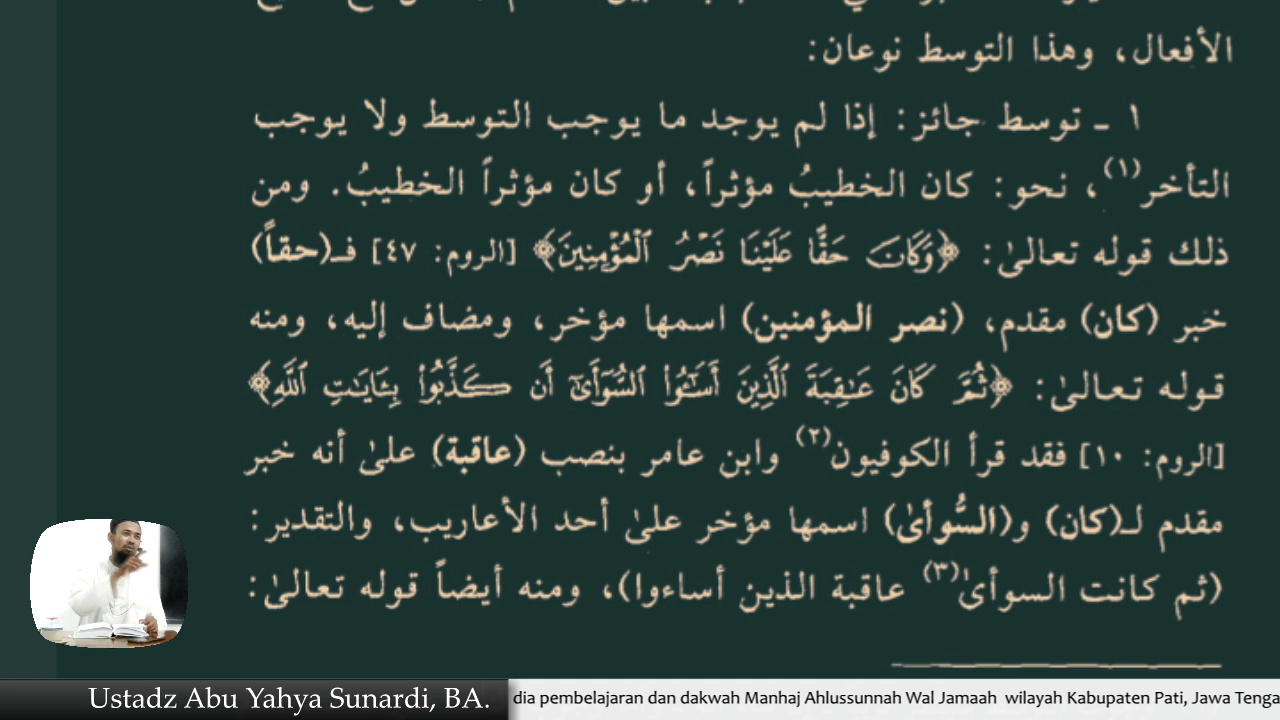 الأفعال، وهذا التوسط نوعان:
١ ـ توسط جائز: إذا لم يوجد ما يوجب التوسط ولا يوجب
التأخر(١)، نحو: كان الخطيبُ مؤثراً، أو كان مؤثراً الخطيبُ. ومن
ذلك قوله تعالىٰ: ﴿وَكَانَ حَقًّا عَلَيْنَا نَصْرُ ٱلْمُؤْمِنِينَ﴾ [الروم: ٤٧] فـ(حقاً)
خبر (كان) مقدم، (نصر المؤمنين) اسمها مؤخر، ومضاف إليه، ومنه
قوله تعالىٰ: ﴿ثُمَّ كَانَ عَـٰقِبَةَ ٱلَّذِينَ أَسَـٰٓـُٔوا۟ ٱلسُّوٓأَىٰٓ أَن كَذَّبُوا۟ بِـَٔايَـٰتِ ٱللَّهِ﴾
[الروم: ١٠] فقد قرأ الكوفيون(٢) وابن عامر بنصب (عاقبة) علىٰ أنه خبر
مقدم لـ(كان) و(السُّوأىٰ) اسمها مؤخر علىٰ أحد الأعاريب، والتقدير:
(ثم كانت السوأىٰ(٣) عاقبة الذين أساءوا)، ومنه أيضاً قوله تعالىٰ:
Ustadz Abu Yahya Sunardi, BA.
dia pembelajaran dan dakwah Manhaj Ahlussunnah Wal Jamaah wilayah Kabupaten Pati, Jawa Tenga